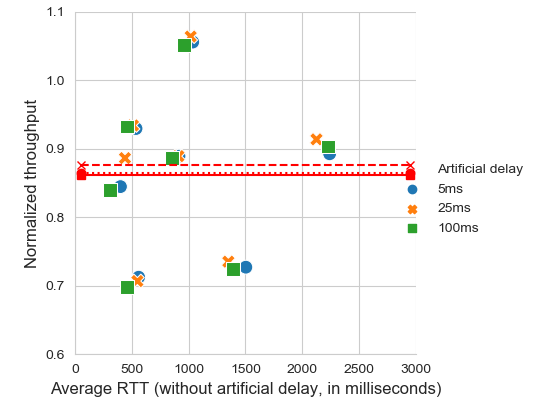 1.1
1.0
0.9
0.8
0.7
0.6
Normalized throughput
0 500 1000 1500 2000 2500 3000
Average RTT (without artificial delay, in milliseconds)
Artificial delay
5ms
25ms
100ms